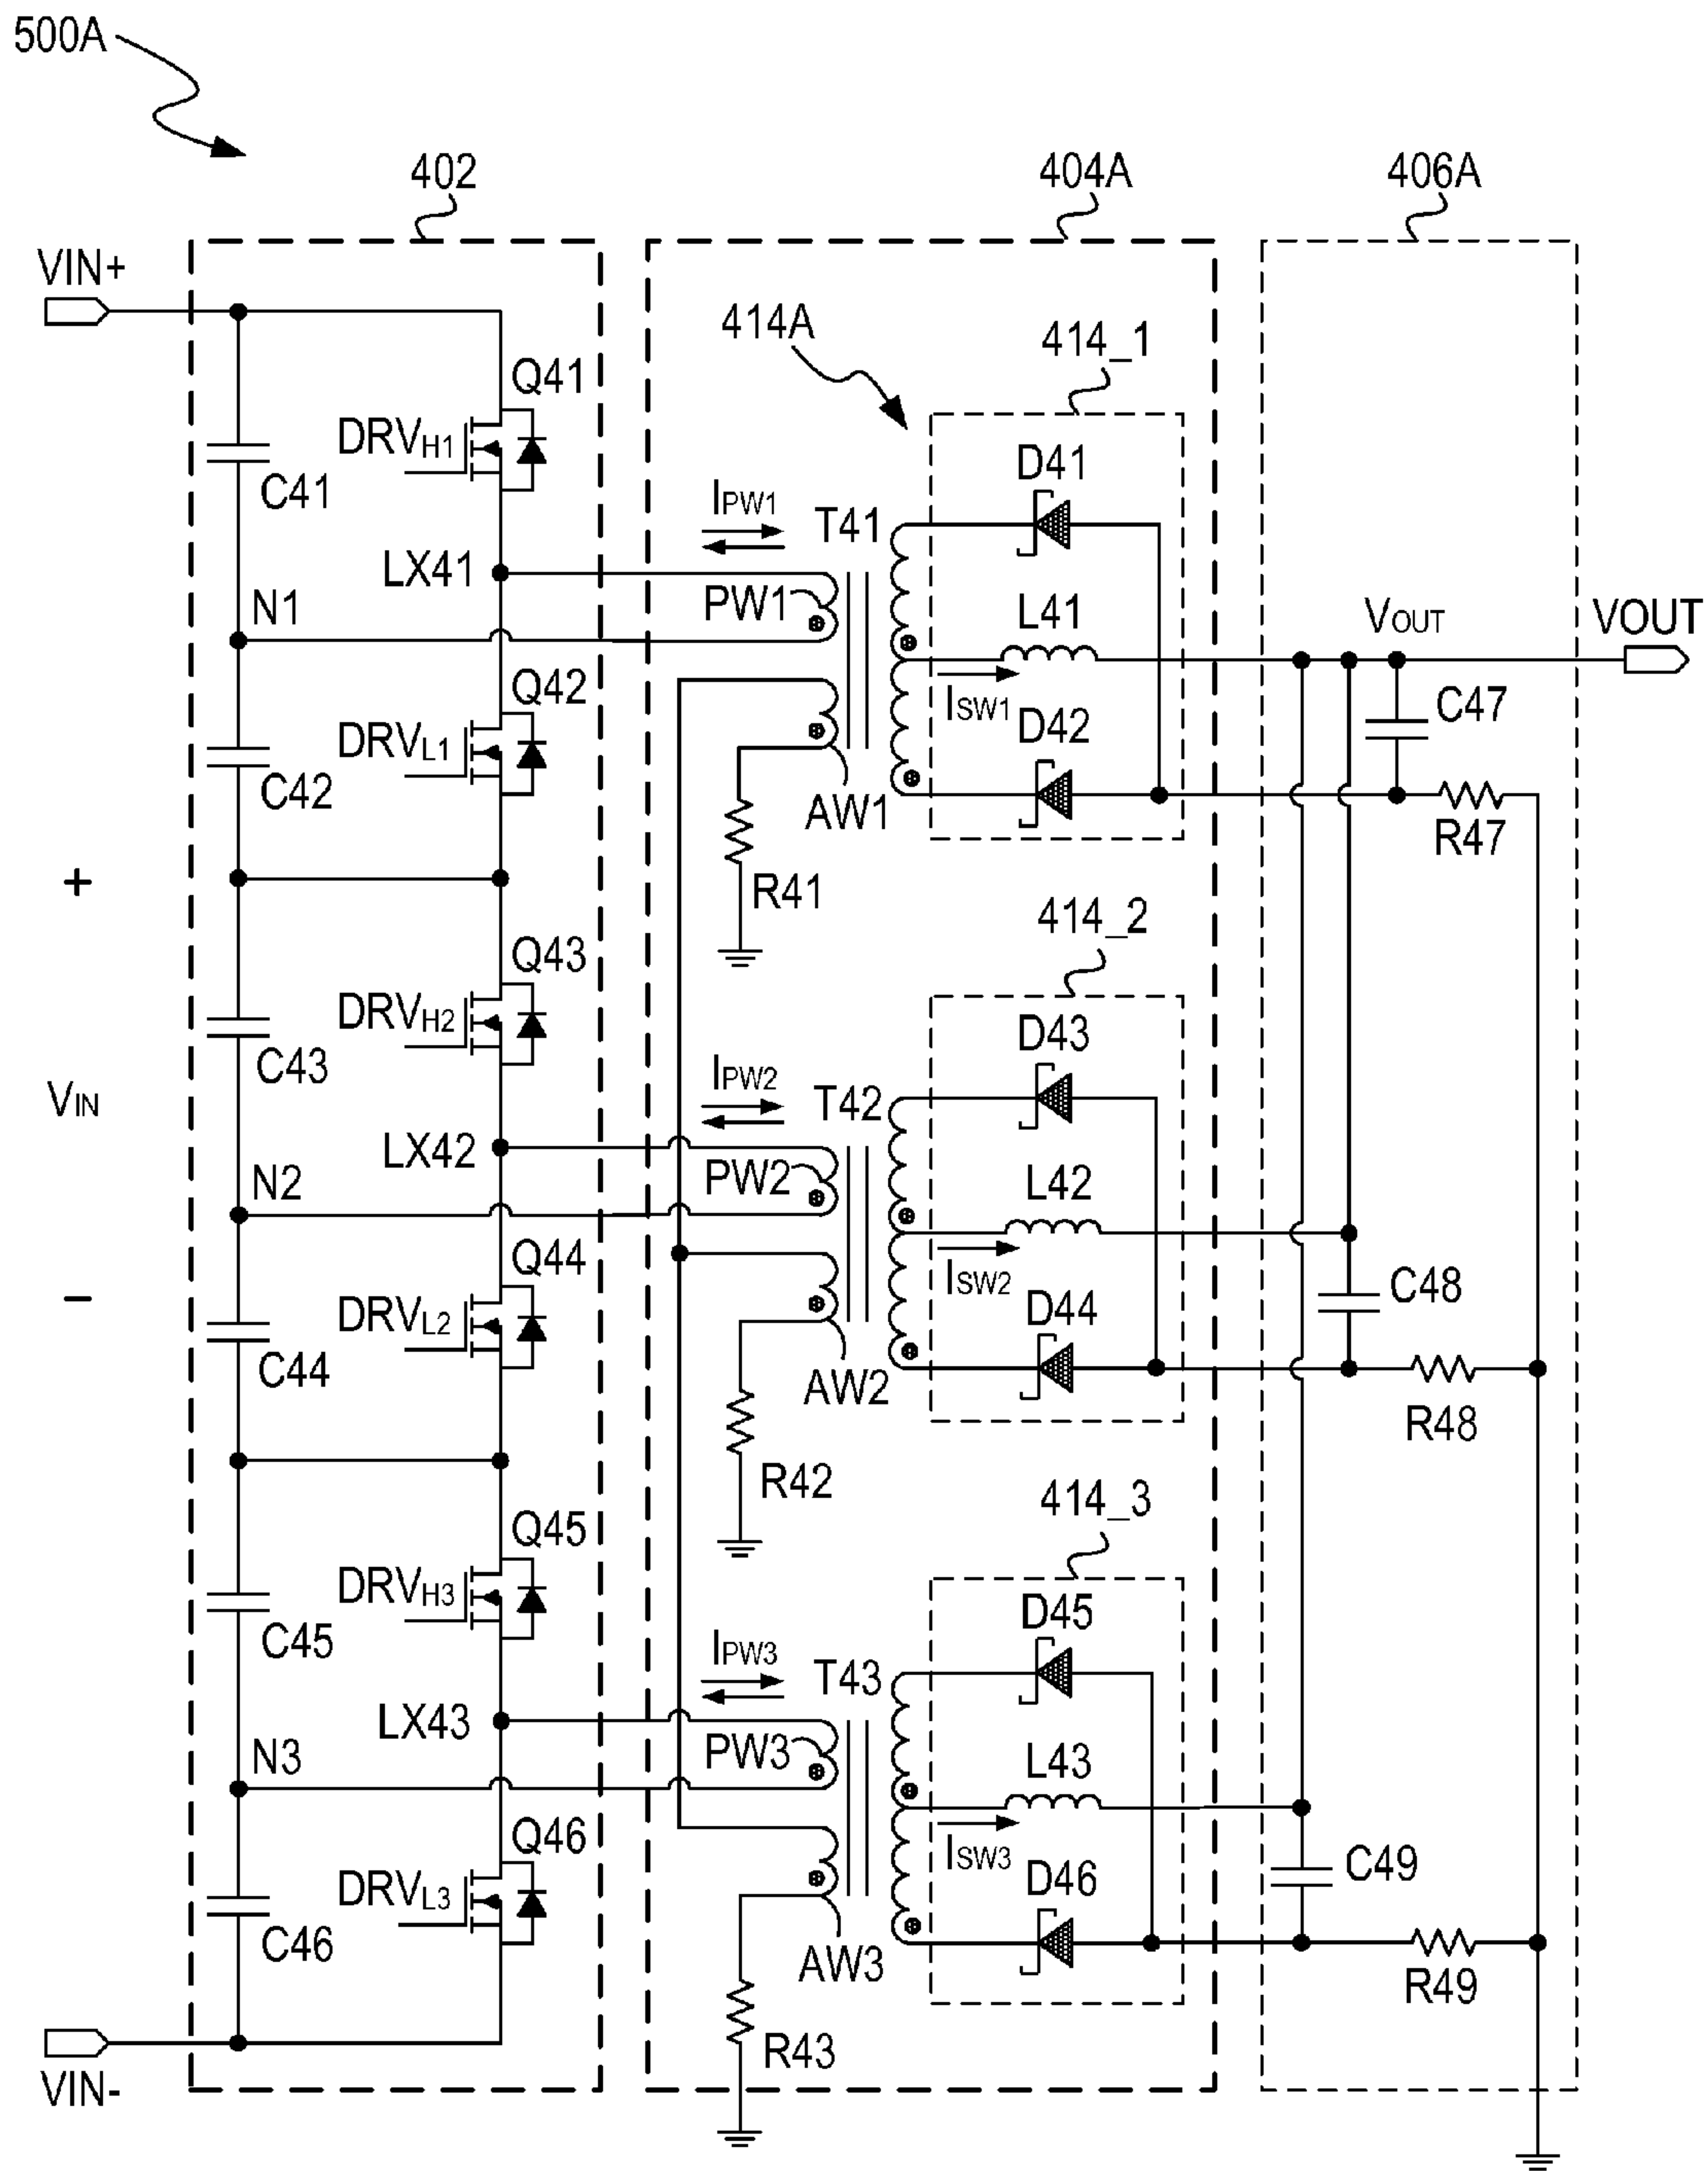 500A
402
404A
406A
VIN+
414A
414_1
Q41
DRVH1
C41
D41
IPW1
T41
LX41
N1
PW1
L41
VOUT
VOUT
ISW1
Q42
DRVL1
C42
D42
C47
AW1
R47
+
R41
414_2
Q43
DRVH2
C43
D43
IPW2
T42
VIN
LX42
N2
PW2
L42
Q44
ISW2
C48
–
DRVL2
C44
D44
AW2
R48
R42
414_3
Q45
DRVH3
C45
D45
IPW3
T43
LX43
N3
PW3
L43
Q46
ISW3
C49
DRVL3
C46
D46
AW3
R49
R43
VIN-